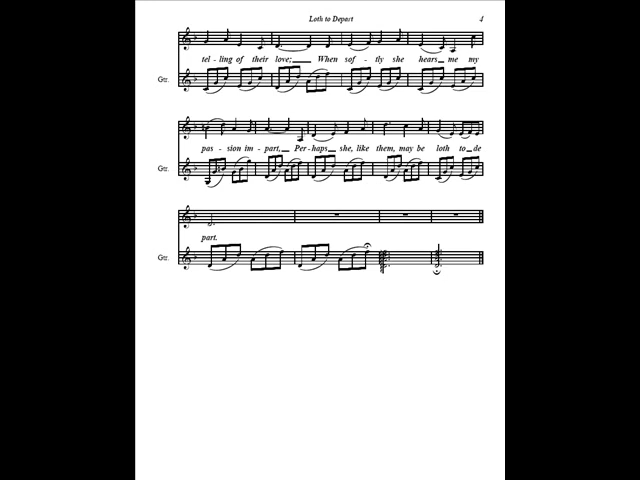 Loth to Depart 4
tel - ling of their love; When sof - tly she hears me my
Gtr.
pas - sion im - part, Per - haps she, like them, may be loth to de
Gtr.
part.
Gtr.